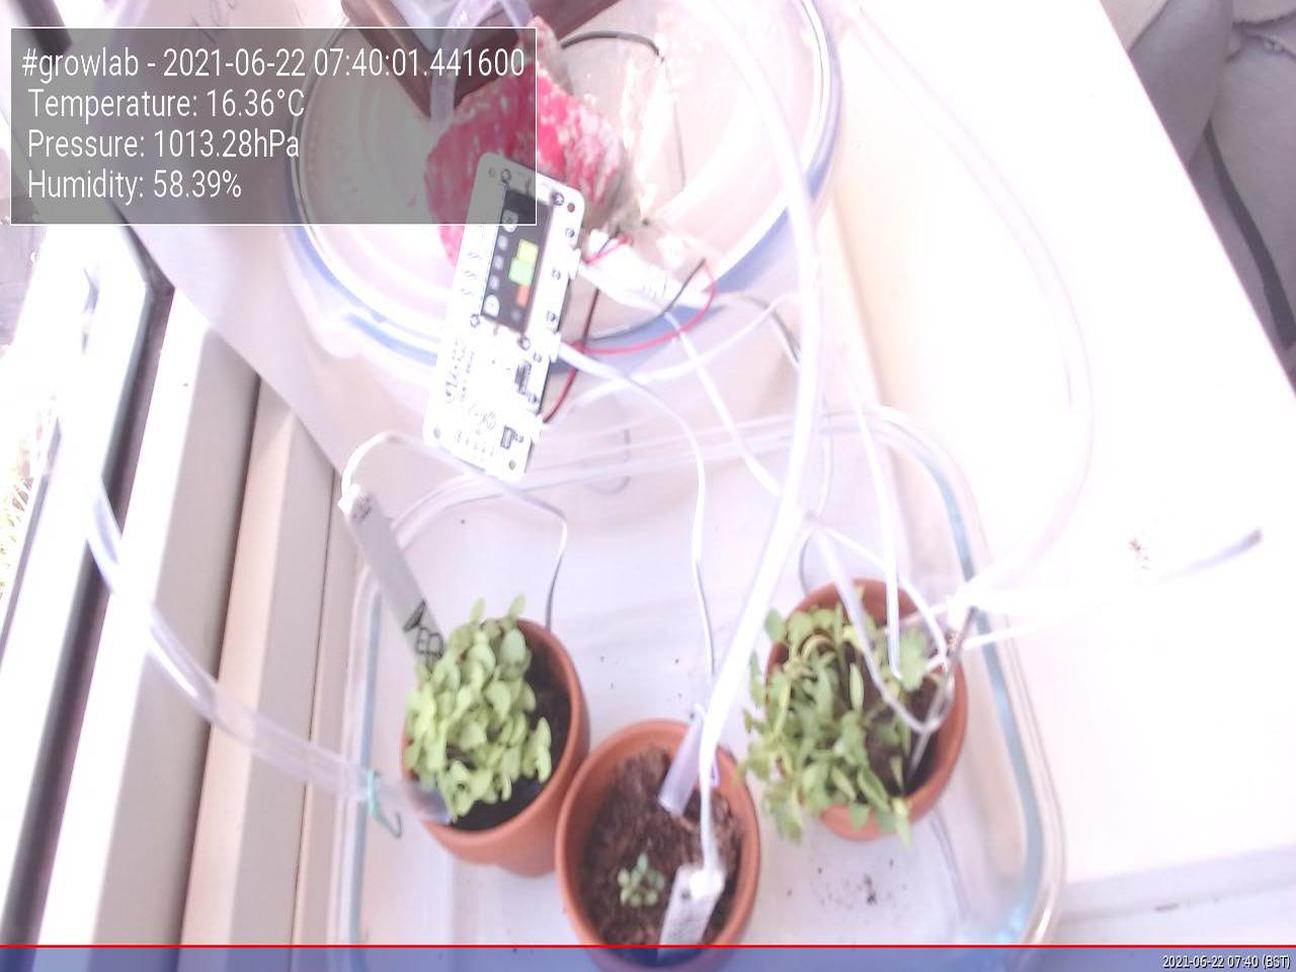 #growlab - 2021-06-22 07:40:01.441600
Temperature: 16.36°C
Pressure: 1013.28hPa
Humidity: 58.39%
2021-06-22 07:40 (BST)